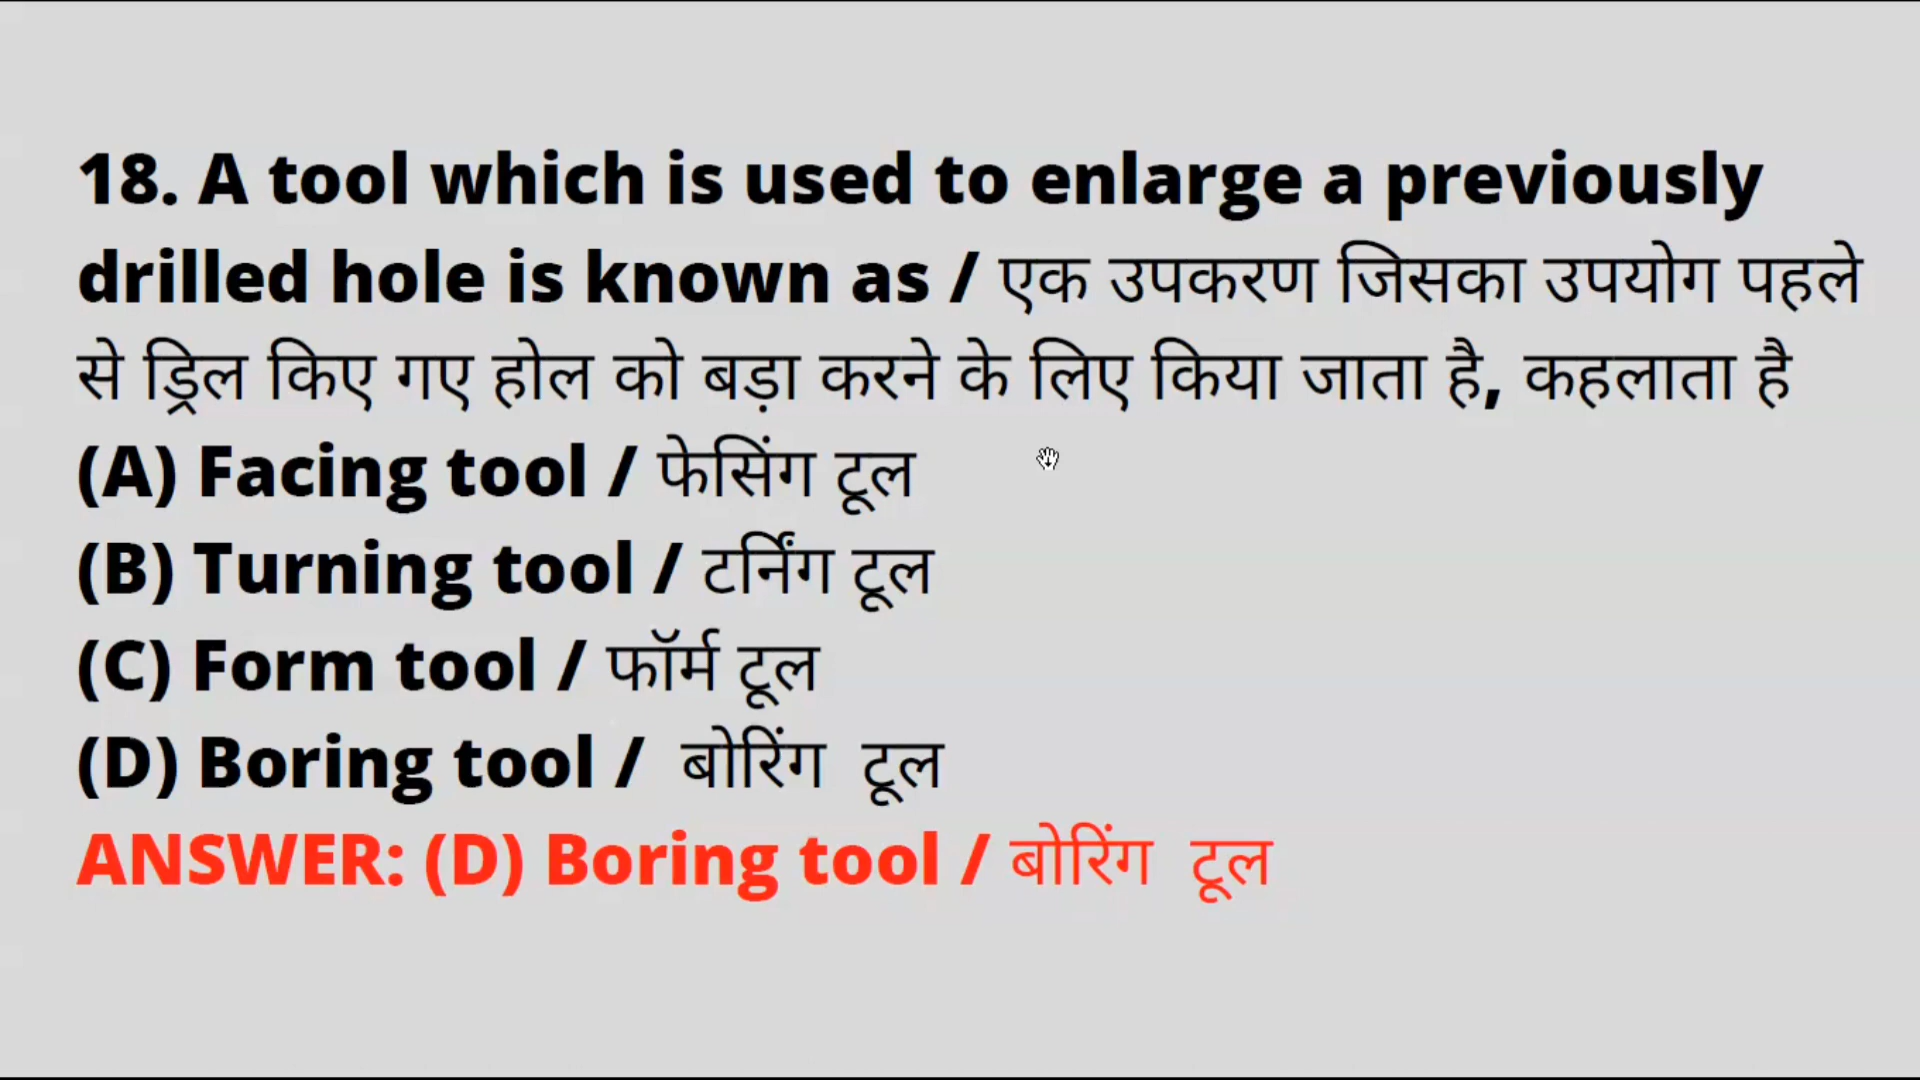 18. A tool which is used to enlarge a previously
drilled hole is known as / एक उपकरण जिसका उपयोग पहले
से ड्रिल किए गए होल को बड़ा करने के लिए किया जाता है, कहलाता है
(A) Facing tool / फेसिंग टूल
(B) Turning tool / टर्निंग टूल
(C) Form tool / फॉर्म टूल
(D) Boring tool / बोरिंग टूल
ANSWER: (D) Boring tool / बोरिंग टूल